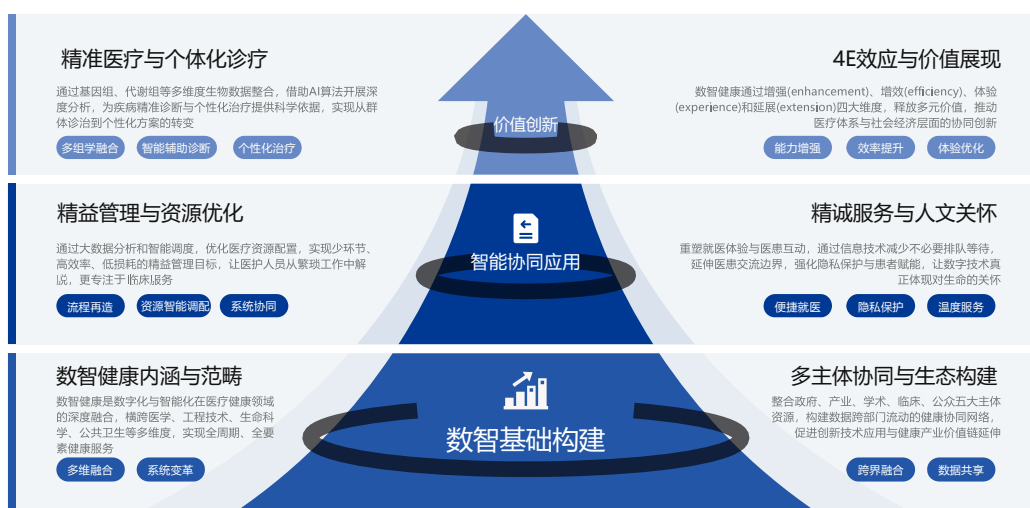 精准医疗与个体化诊疗
通过基因组、代谢组等多维度生物数据整合，借助AI算法开展深
度分析，为疾病精准诊断与个性化治疗提供科学依据，实现从群
体诊治到个性化方案的转变
多组学融合
智能辅助诊断
个性化治疗
价值创新
4E效应与价值展现
数智健康通过增强(enhancement)、增效(efficiency)、体验
(experience)和延展(extension)四大维度，释放多元价值，推动
医疗体系与社会经济层面的协同创新
能力增强
效率提升
体验优化
精益管理与资源优化
通过大数据分析和智能调度，优化医疗资源配置，实现少环节、
高效率、低损耗的精益管理目标，让医护人员从繁琐工作中解
脱，更专注于临床服务
流程再造
资源智能调配
系统协同
智能协同应用
精诚服务与人文关怀
重塑就医体验与医患互动，通过信息技术减少不必要排队等待，
延伸医患交流边界，强化隐私保护与患者赋能，让数字技术真
正体现对生命的关怀
便捷就医
隐私保护
温度服务
数智健康内涵与范畴
数智健康是数字化与智能化在医疗健康领域
的深度融合，横跨医学、工程技术、生命科
学、公共卫生等多维度，实现全周期、全要
素健康服务
多维融合
系统变革
数智基础构建
多主体协同与生态构建
整合政府、产业、学术、临床、公众五大主体
资源，构建数据跨部门流动的健康协同网络，
促进创新技术应用与健康产业价值链延伸
跨界融合
数据共享